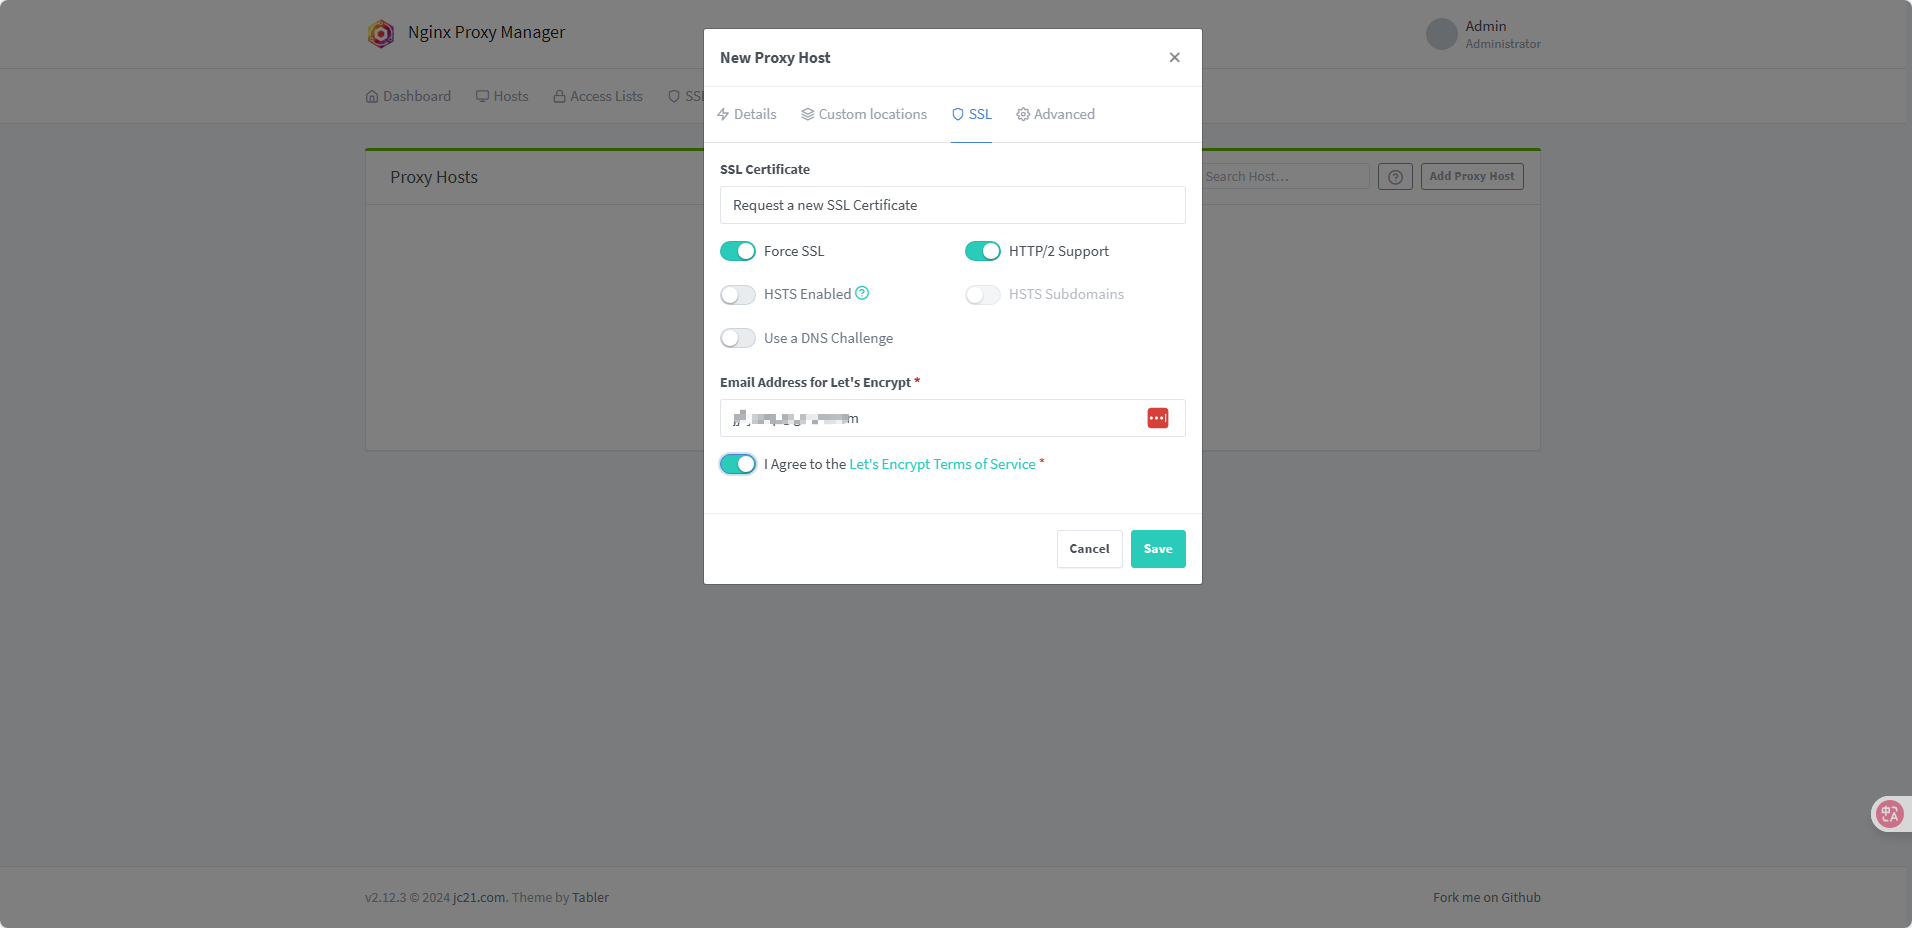 Nginx Proxy Manager
Admin
Administrator
Dashboard
Hosts
Access Lists
Proxy Hosts
Search Host...
Add Proxy Host
New Proxy Host
Details
Custom locations
SSL
Advanced
SSL Certificate
Request a new SSL Certificate
Force SSL
HTTP/2 Support
HSTS Enabled
HSTS Subdomains
Use a DNS Challenge
Email Address for Let's Encrypt *
I Agree to the Let's Encrypt Terms of Service *
Cancel
Save
v2.12.3 © 2024 jc21.com. Theme by Tabler
Fork me on Github